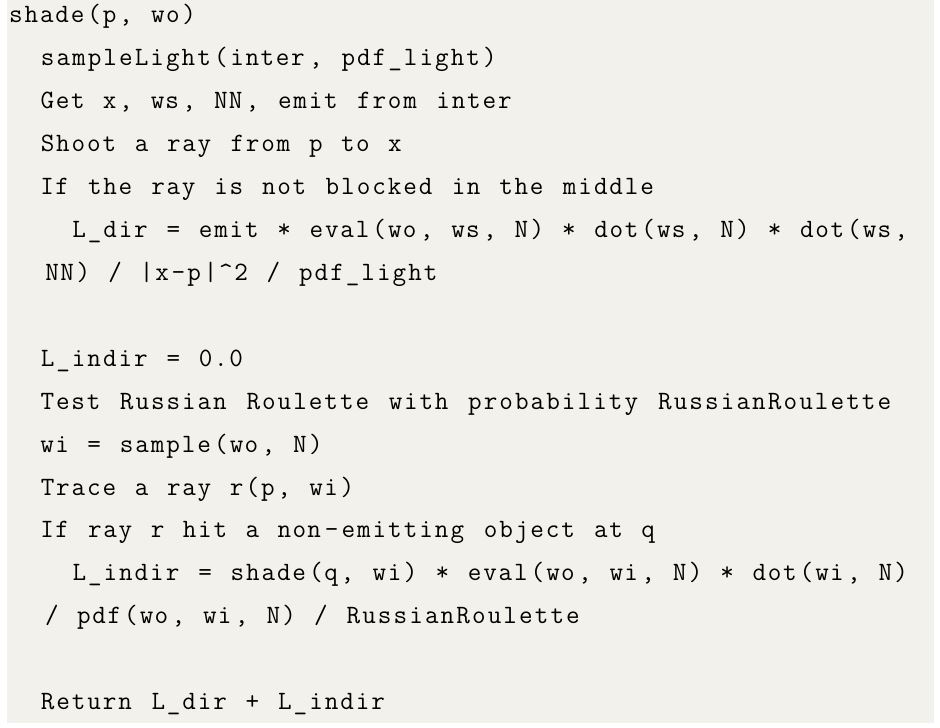 shade(p, wo)
sampleLight(inter, pdf_light)
Get x, ws, NN, emit from inter
Shoot a ray from p to x
If the ray is not blocked in the middle
L_dir = emit * eval(wo, ws, N) * dot(ws, N) * dot(ws,
NN) / |x-p|^2 / pdf_light
L_indir = 0.0
Test Russian Roulette with probability RussianRoulette
wi = sample(wo, N)
Trace a ray r(p, wi)
If ray r hit a non-emitting object at q
L_indir = shade(q, wi) * eval(wo, wi, N) * dot(wi, N)
/ pdf(wo, wi, N) / RussianRoulette
Return L_dir + L_indir